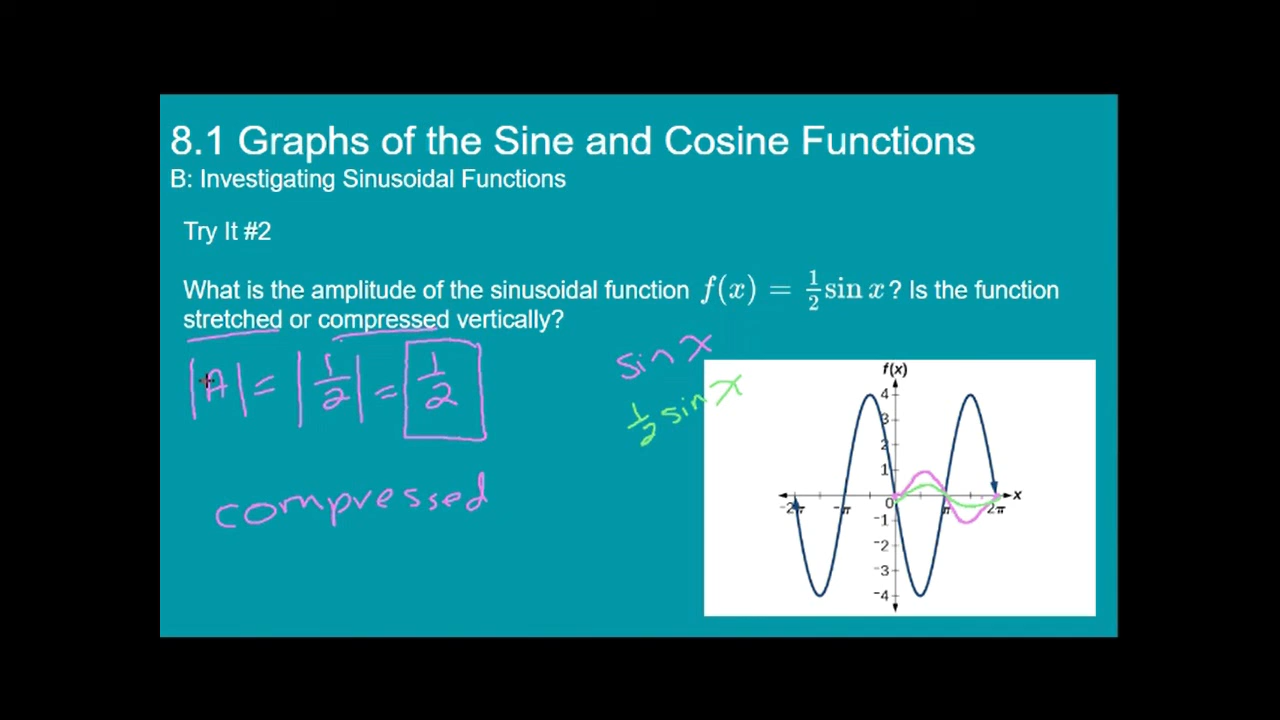 8.1 Graphs of the Sine and Cosine Functions
B: Investigating Sinusoidal Functions
Try It #2
What is the amplitude of the sinusoidal function f(x) = 1/2 sin x? Is the function
stretched or compressed vertically?
|A| = |1/2| = 1/2
compressed
sin x
1/2 sin x
f(x)
4
3
2
1
0
-1
-2
-3
-4
-2π
-π
π
2π
x